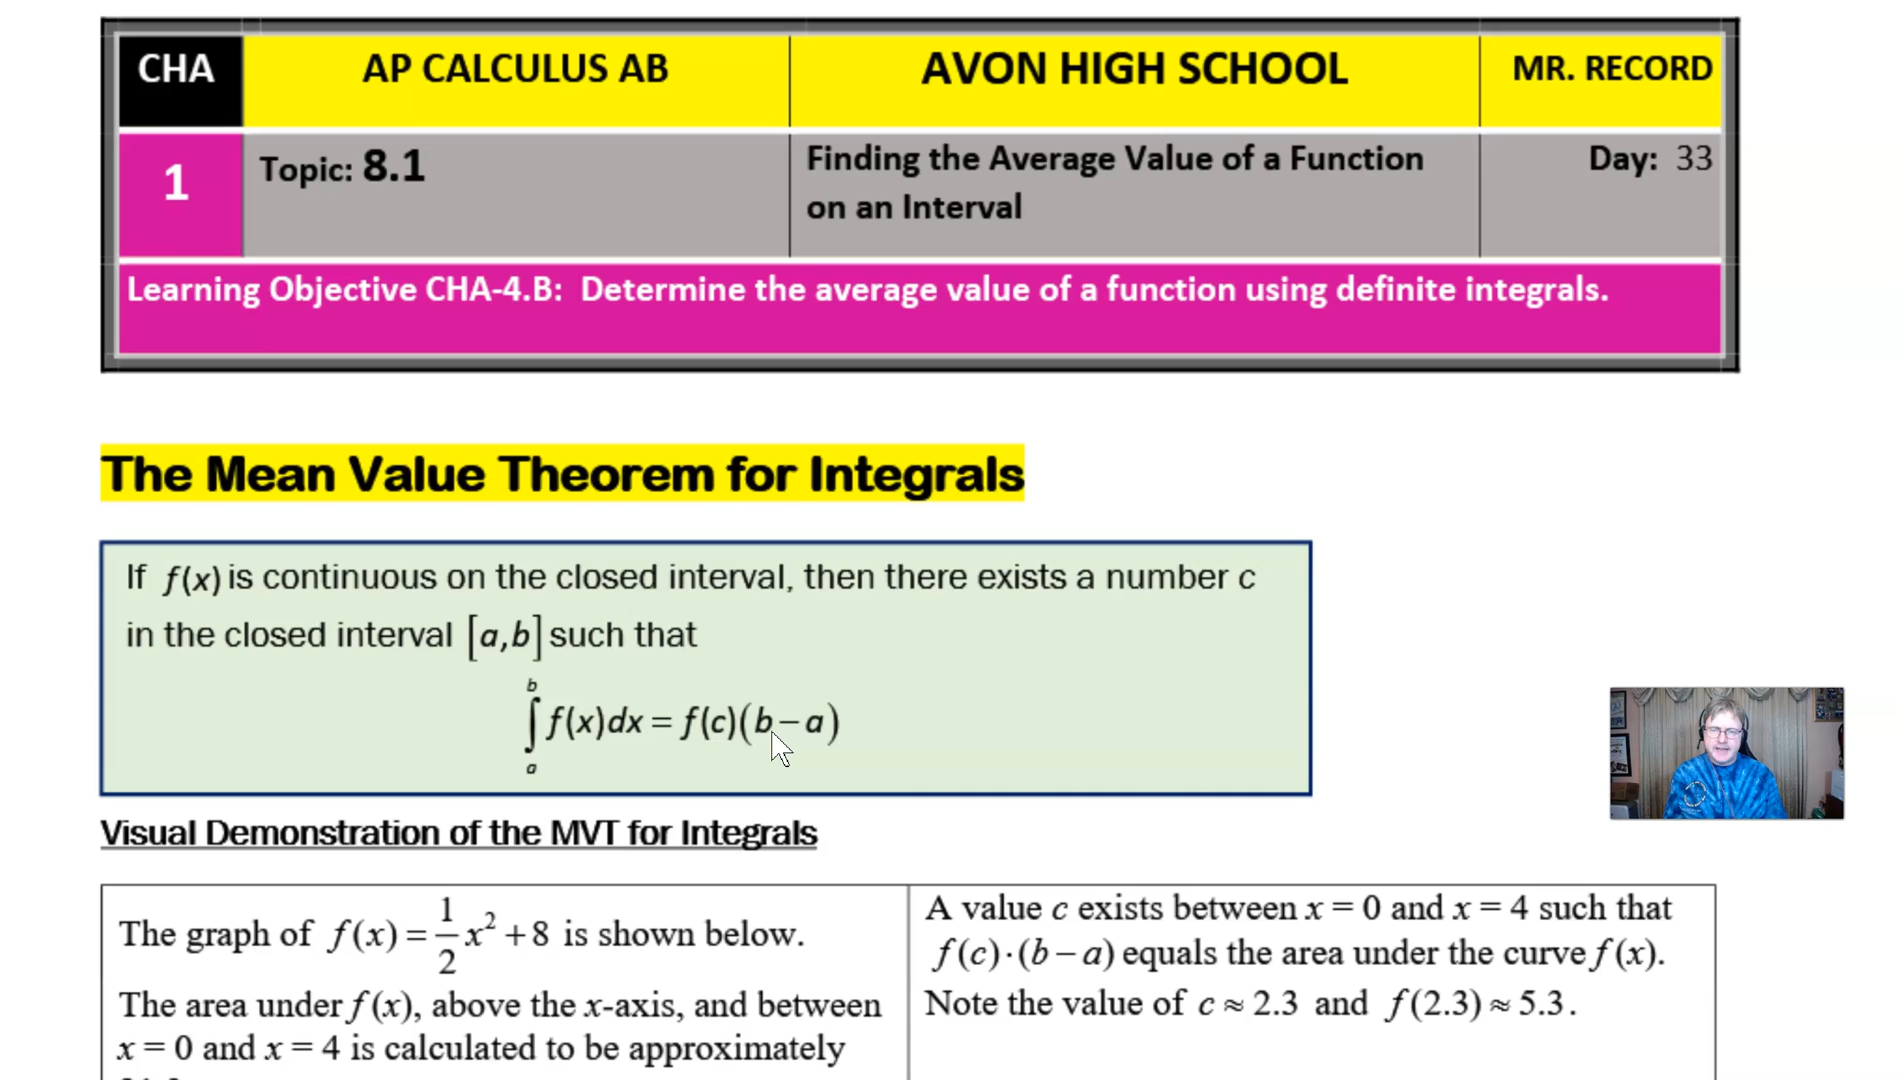 CHA AP CALCULUS AB AVON HIGH SCHOOL MR. RECORD
1 Topic: 8.1 Finding the Average Value of a Function Day: 33
on an Interval
Learning Objective CHA-4.B: Determine the average value of a function using definite integrals.
The Mean Value Theorem for Integrals
If f(x) is continuous on the closed interval, then there exists a number c
in the closed interval [a,b] such that
∫_a^b f(x)dx = f(c)(b−a)
Visual Demonstration of the MVT for Integrals
The graph of f(x) = 1/2 x² + 8 is shown below.
The area under f(x), above the x-axis, and between
x = 0 and x = 4 is calculated to be approximately
A value c exists between x = 0 and x = 4 such that
f(c)·(b − a) equals the area under the curve f(x).
Note the value of c ≈ 2.3 and f(2.3) ≈ 5.3.